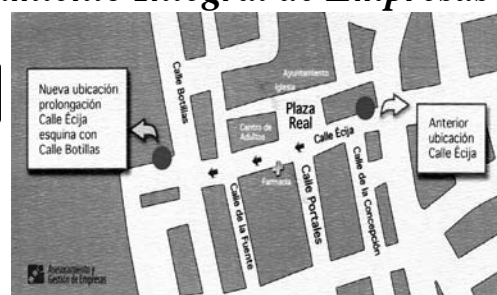 Integral de Empresas
Nueva ubicación
prolongación
Calle Écija
esquina con
Calle Botillas
Calle Botillas
Ayuntamiento
Iglesia
Plaza
Real
Centro de
Adultos
Calle Écija
Farmacia
Calle de la Fuente
Calle Portales
Calle de la Concepción
Anterior
ubicación
Calle Écija
Asesoramiento y
Gestión de Empresas